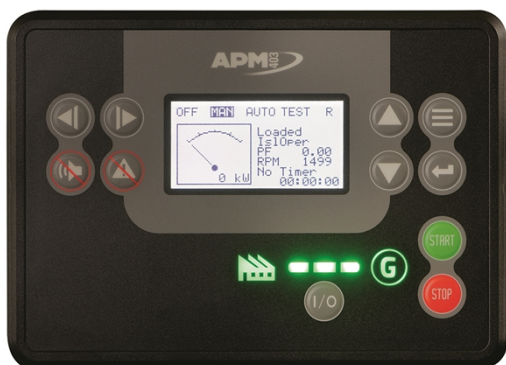 APM403
OFF MAN AUTO TEST R
Loaded
IslOper
PF 0.00
RPM 1499
No Timer
00:00:00
0 kW
START
G
I/O
STOP